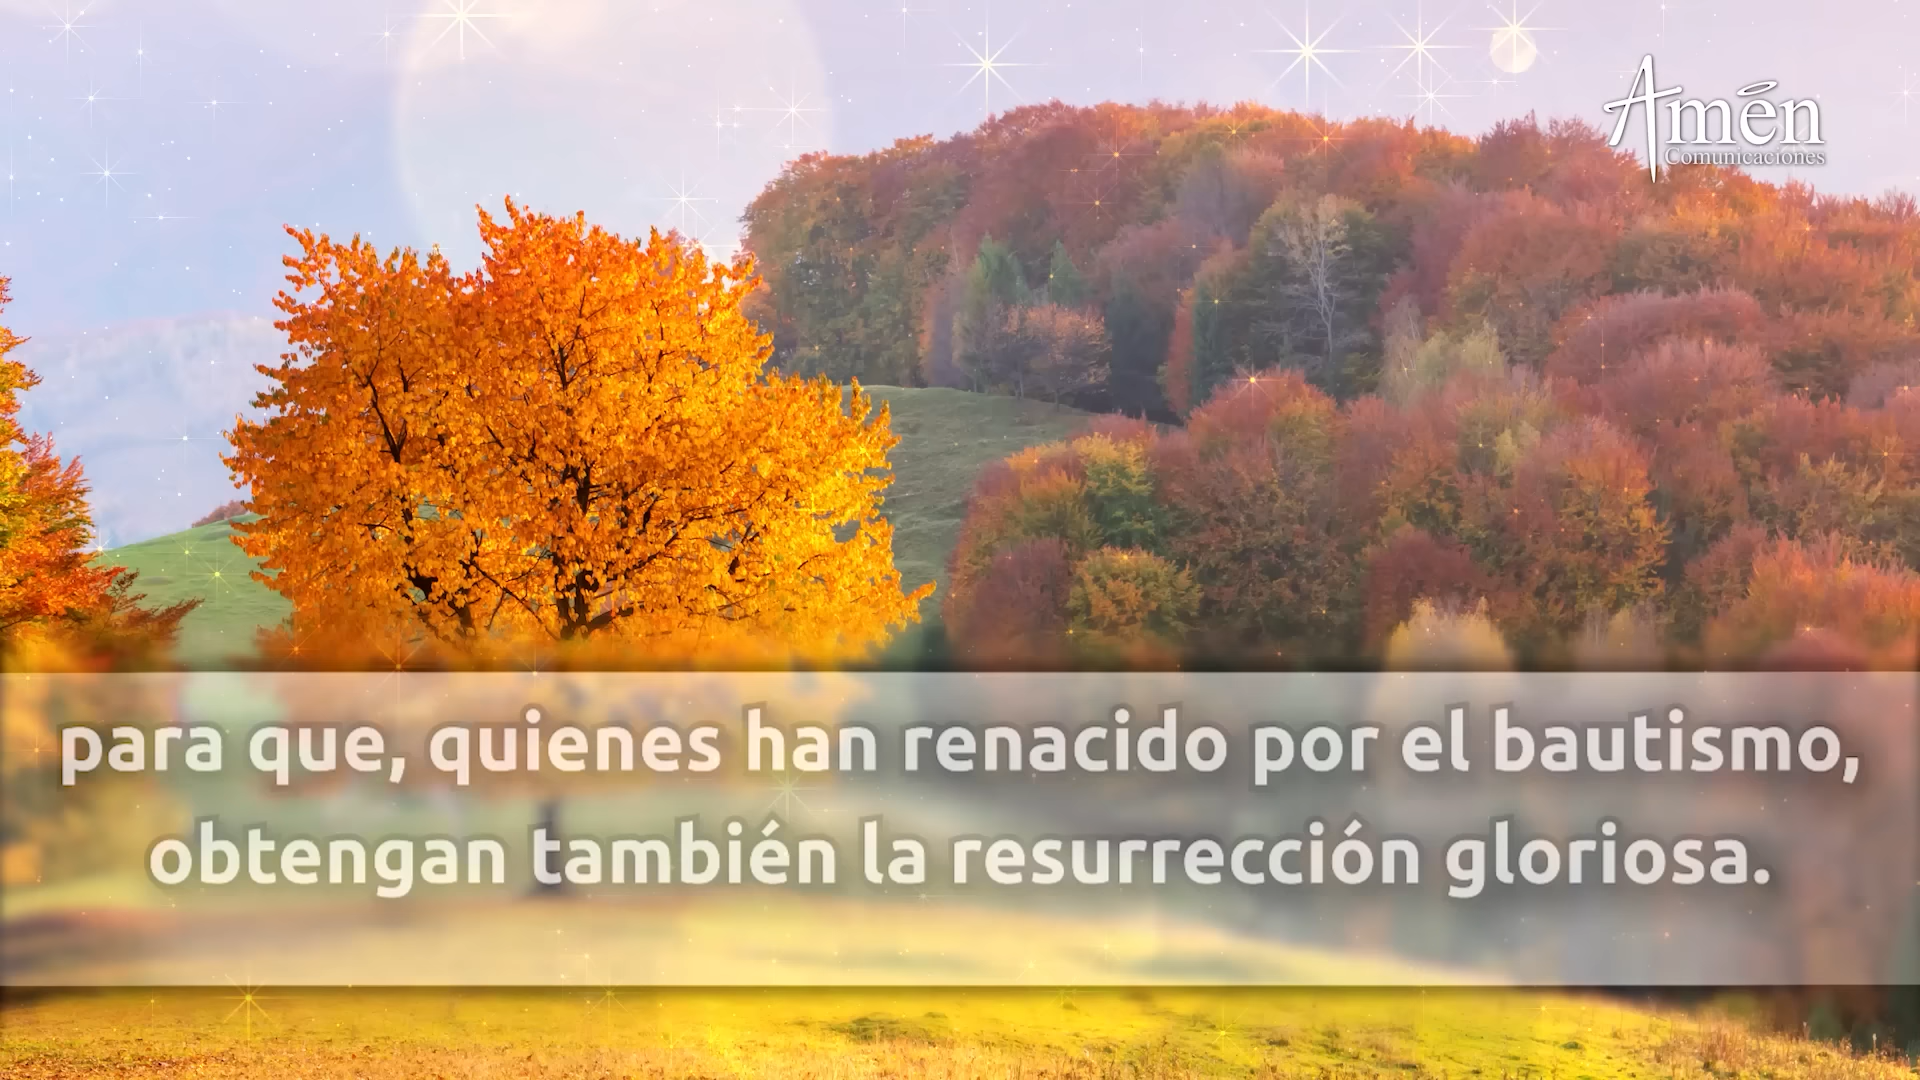 Amén
Comunicaciones
para que, quienes han renacido por el bautismo,
obtengan también la resurrección gloriosa.